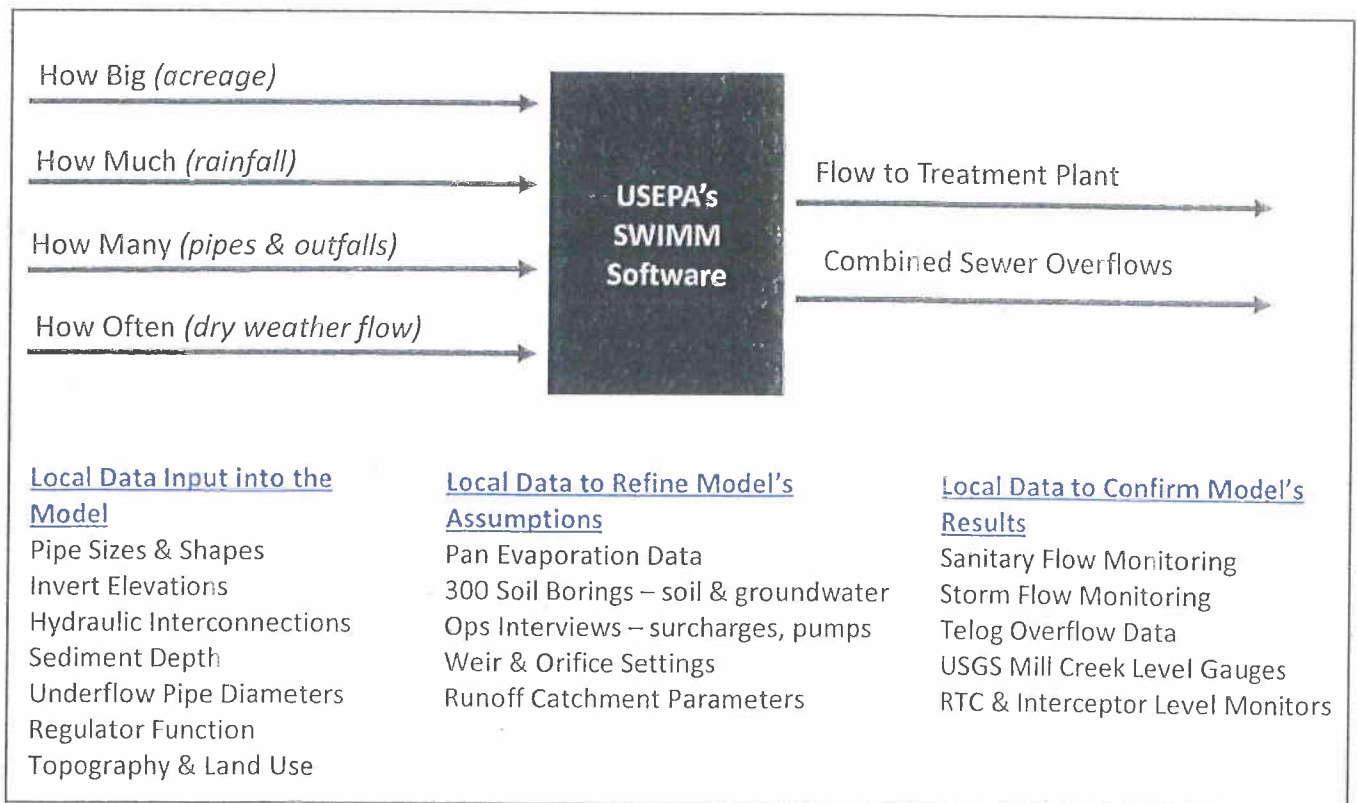 How Big (acreage)
How Much (rainfall)
How Many (pipes & outfalls)
How Often (dry weather flow)
USEPA's
SWIMM
Software
Flow to Treatment Plant
Combined Sewer Overflows
Local Data Input into the
Model
Pipe Sizes & Shapes
Invert Elevations
Hydraulic Interconnections
Sediment Depth
Underflow Pipe Diameters
Regulator Function
Topography & Land Use
Local Data to Refine Model's
Assumptions
Pan Evaporation Data
300 Soil Borings – soil & groundwater
Ops Interviews – surcharges, pumps
Weir & Orifice Settings
Runoff Catchment Parameters
Local Data to Confirm Model's
Results
Sanitary Flow Monitoring
Storm Flow Monitoring
Telog Overflow Data
USGS Mill Creek Level Gauges
RTC & Interceptor Level Monitors